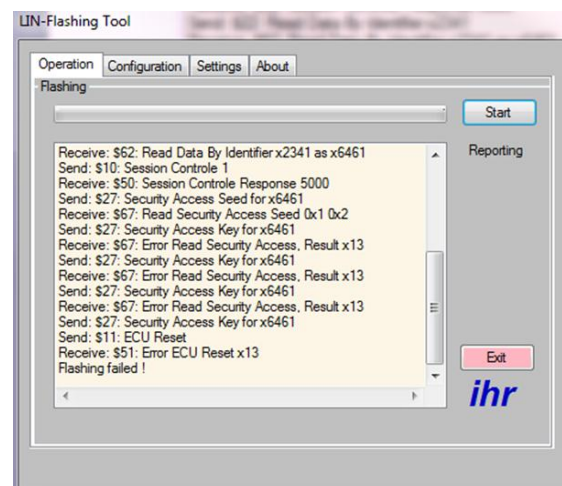 LIN-Flashing Tool
Operation
Configuration
Settings
About
Flashing
Start
Reporting
Receive: $62: Read Data By Identifier x2341 as x6461
Send: $10: Session Controle 1
Receive: $50: Session Controle Response 5000
Send: $27: Security Access Seed for x6461
Receive: $67: Read Security Access Seed 0x1 0x2
Send: $27: Security Access Key for x6461
Receive: $67: Error Read Security Access, Result x13
Send: $27: Security Access Key for x6461
Receive: $67: Error Read Security Access, Result x13
Send: $27: Security Access Key for x6461
Receive: $67: Error Read Security Access, Result x13
Send: $27: Security Access Key for x6461
Send: $11: ECU Reset
Receive: $51: Error ECU Reset x13
Flashing failed !
Exit
ihr